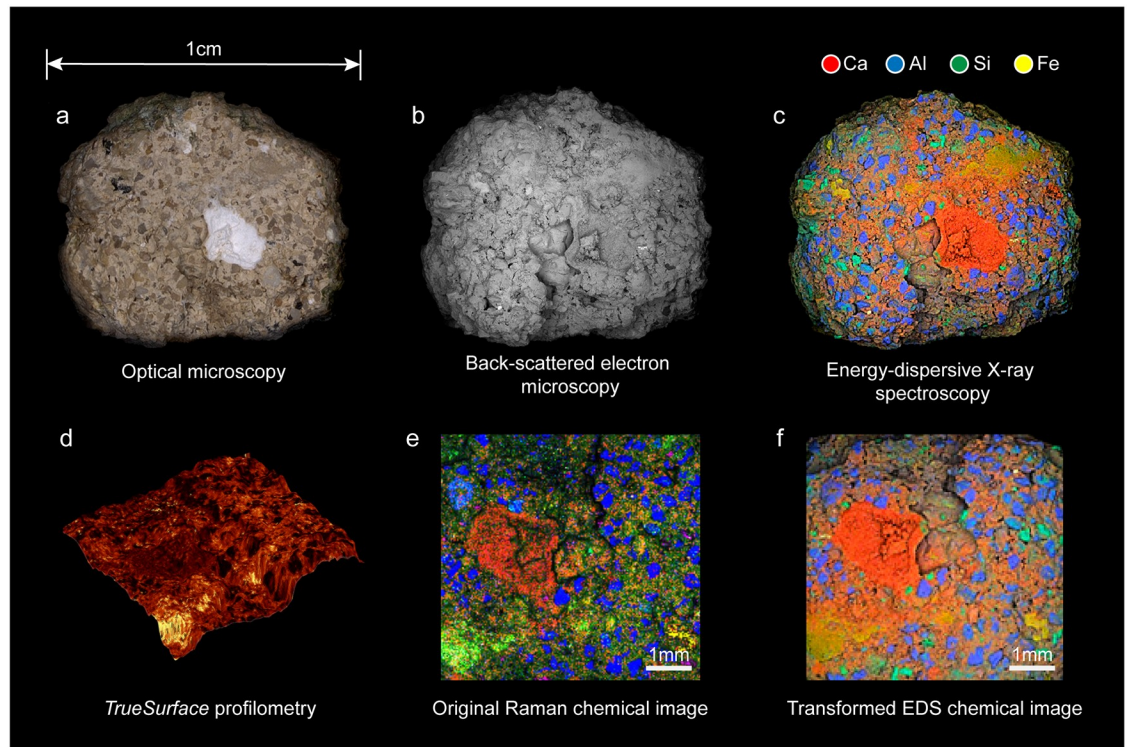 1cm
Ca Al Si Fe
a
b
c
Optical microscopy
Back-scattered electron
microscopy
Energy-dispersive X-ray
spectroscopy
d
e
f
1mm
1mm
TrueSurface profilometry
Original Raman chemical image
Transformed EDS chemical image